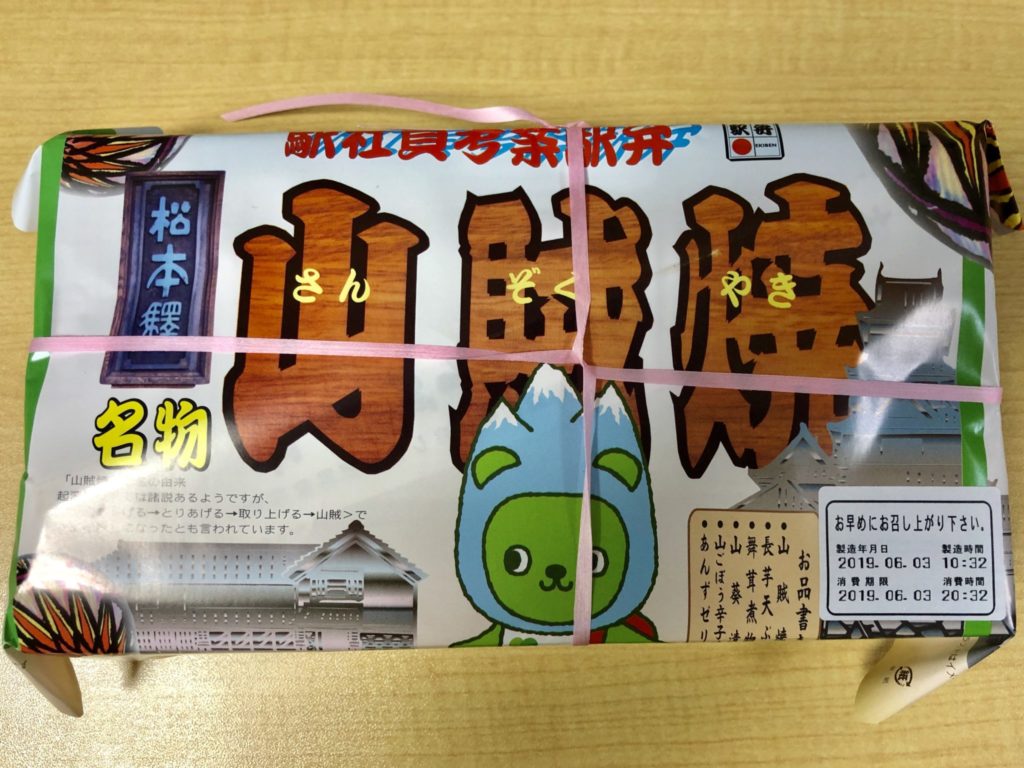 駅社員考案駅弁
駅弁
EKIBEN
松本驛
山賊焼
さんぞくやき
名物
「山賊の由来
は諸説あるようですが、
げる→とりあげる→取り上げる→山賊>で
なったとも言われています。
お品書
・山賊焼
・長芋天ぷ
・舞茸煮物
・山葵漬
・山ごぼう辛子
・あんずゼリ
お早めにお召し上がり下さい。
製造年月日 製造時間
2019.06.03 10:32
消費期限 消費時間
2019.06.03 20:32